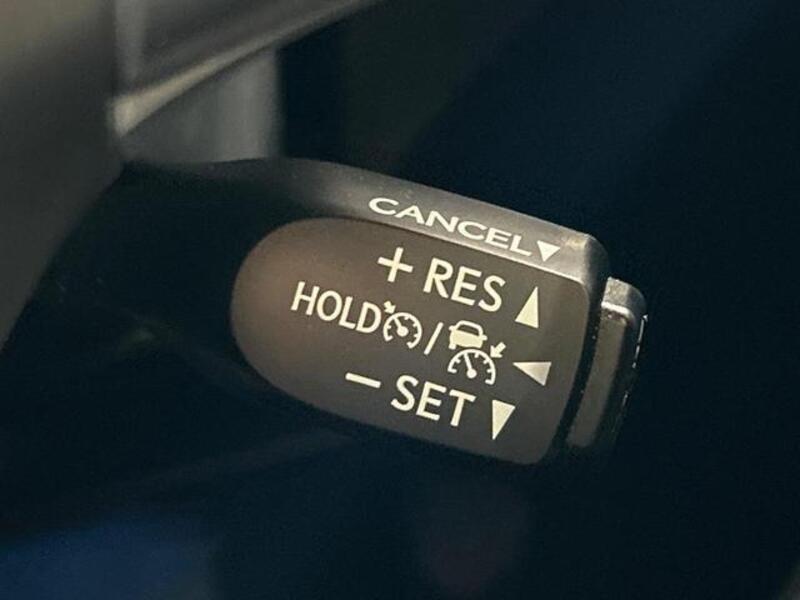 CANCEL▼
+ RES ▲
HOLD / ◀
− SET ▼